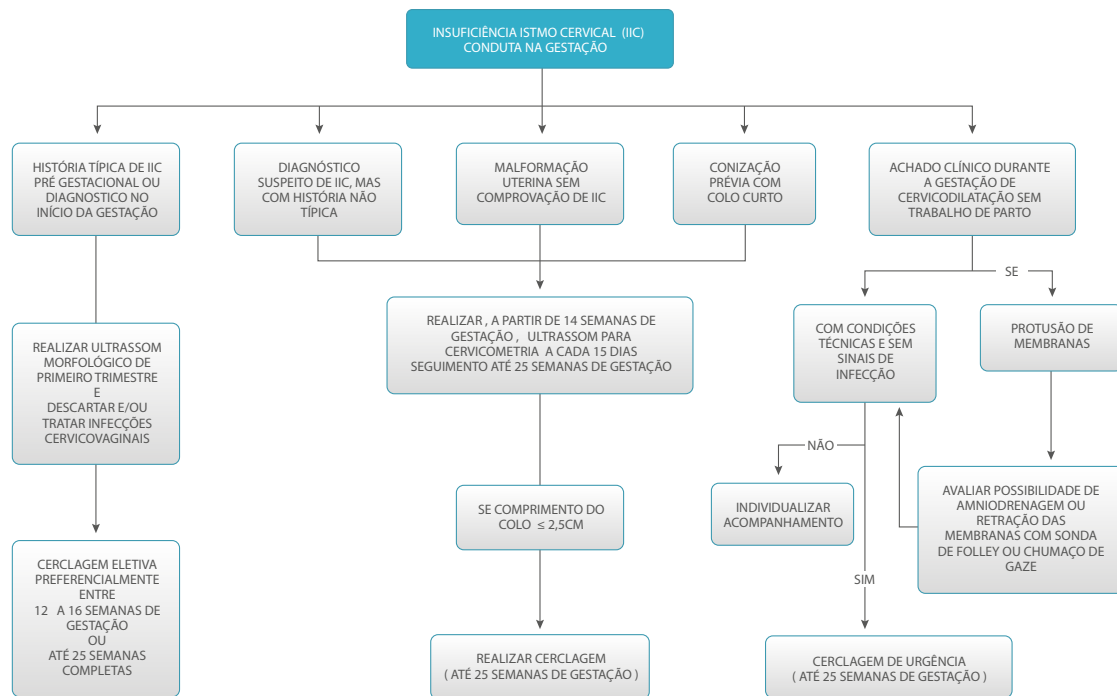 INSUFICIÊNCIA ISTMO CERVICAL (IIC)
CONDUTA NA GESTAÇÃO
HISTÓRIA TÍPICA DE IIC
PRÉ GESTACIONAL OU
DIAGNOSTICO NO
INÍCIO DA GESTAÇÃO
DIAGNÓSTICO
SUSPEITO DE IIC, MAS
COM HISTÓRIA NÃO
TÍPICA
MALFORMAÇÃO
UTERINA SEM
COMPROVAÇÃO DE IIC
CONIZAÇÃO
PRÉVIA COM
COLO CURTO
ACHADO CLÍNICO DURANTE
A GESTAÇÃO DE
CERVICODILATAÇÃO SEM
TRABALHO DE PARTO
SE
REALIZAR ULTRASSOM
MORFOLÓGICO DE
PRIMEIRO TRIMESTRE
E
DESCARTAR E/OU
TRATAR INFECÇÕES
CERVICOVAGINAIS
REALIZAR , A PARTIR DE 14 SEMANAS DE
GESTAÇÃO , ULTRASSOM PARA
CERVICOMETRIA A CADA 15 DIAS
SEGUIMENTO ATÉ 25 SEMANAS DE GESTAÇÃO
COM CONDIÇÕES
TÉCNICAS E SEM
SINAIS DE
INFECÇÃO
PROTUSÃO DE
MEMBRANAS
NÃO
INDIVIDUALIZAR
ACOMPANHAMENTO
AVALIAR POSSIBILIDADE DE
AMNIODRENAGEM OU
RETRAÇÃO DAS
MEMBRANAS COM SONDA
DE FOLLEY OU CHUMAÇO DE
GAZE
SE COMPRIMENTO DO
COLO ≤ 2,5CM
SIM
CERCLAGEM ELETIVA
PREFERENCIALMENTE
ENTRE
12 A 16 SEMANAS DE
GESTAÇÃO
OU
ATÉ 25 SEMANAS
COMPLETAS
REALIZAR CERCLAGEM
( ATÉ 25 SEMANAS DE GESTAÇÃO )
CERCLAGEM DE URGÊNCIA
( ATÉ 25 SEMANAS DE GESTAÇÃO )